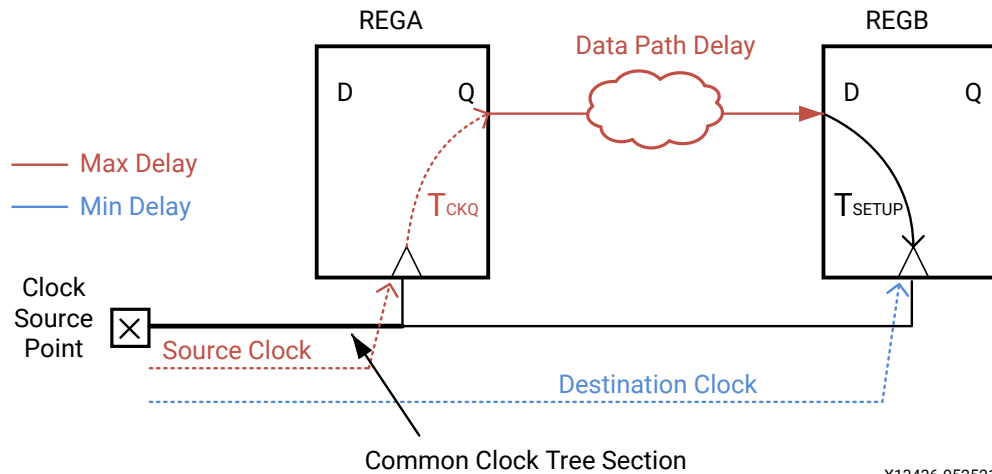 REGA
REGB
Data Path Delay
D
Q
D
Q
Max Delay
Min Delay
TCKQ
TSETUP
Clock
Source
Point
Source Clock
Destination Clock
Common Clock Tree Section